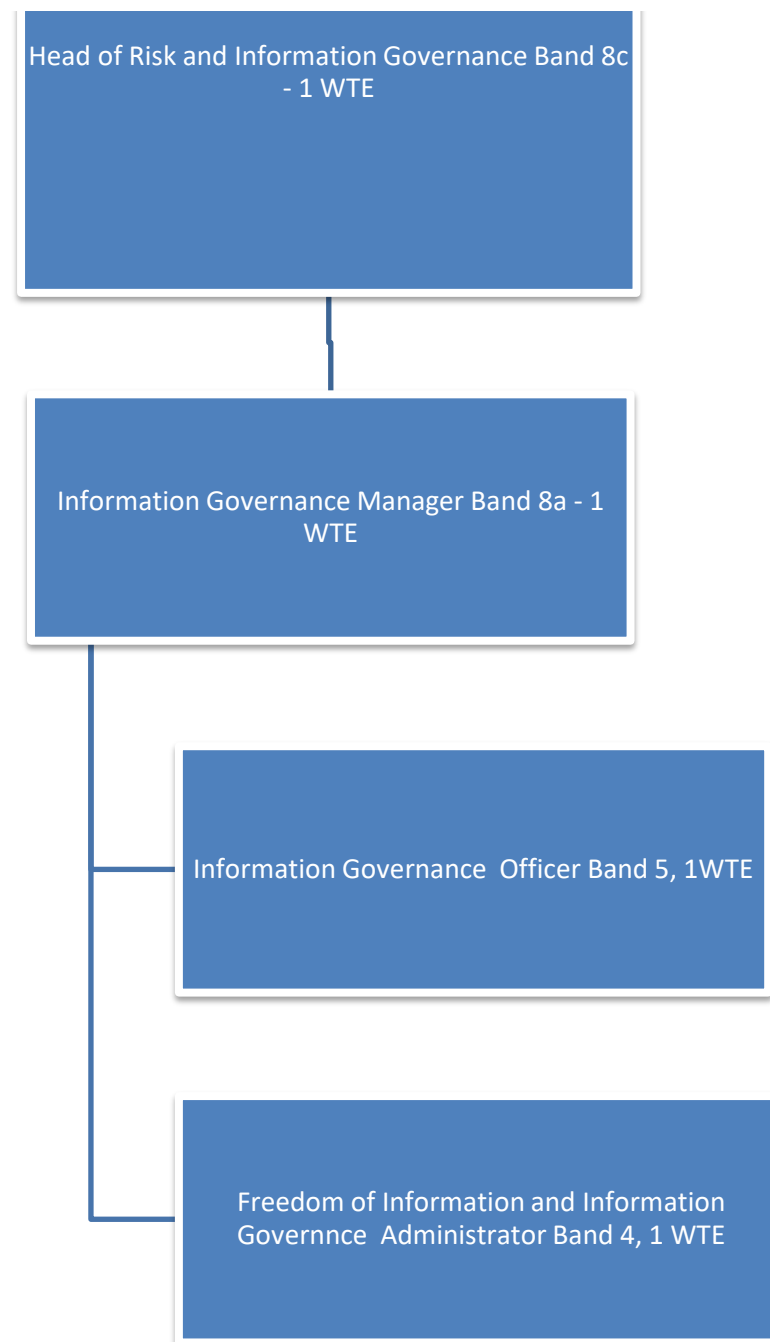 Head of Risk and Information Governance Band 8c
- 1 WTE
Information Governance Manager Band 8a - 1
WTE
Information Governance  Officer Band 5, 1WTE
Freedom of Information and Information
Governnce  Administrator Band 4, 1 WTE